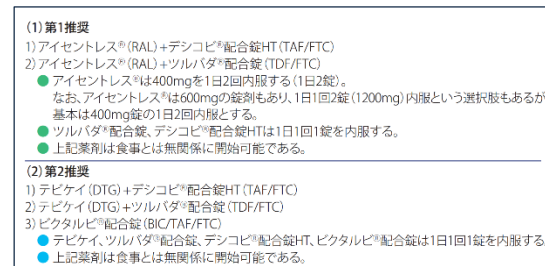 (1)第1推奨
1)アイセントレス®(RAL)+デシコビ®配合錠HT(TAF/FTC)
2)アイセントレス®(RAL)+ツルバダ®配合錠(TDF/FTC)
● アイセントレス®は400mgを1日2回内服する(1日2錠)。
なお、アイセントレス®は600mgの錠剤もあり、1日1回2錠(1200mg)内服という選択肢もあるが
基本は400mg錠の1日2回内服とする。
● ツルバダ®配合錠、デシコビ®配合錠HTは1日1回1錠を内服する。
● 上記薬剤は食事とは無関係に開始可能である。
(2)第2推奨
1)テビケイ(DTG)+デシコビ®配合錠HT(TAF/FTC)
2)テビケイ(DTG)+ツルバダ®配合錠(TDF/FTC)
3)ビクタルビ®配合錠(BIC/TAF/FTC)
● テビケイ、ツルバダ®配合錠、デシコビ®配合錠HT、ビクタルビ®配合錠は1日1回1錠を内服する
● 上記薬剤は食事とは無関係に開始可能である。